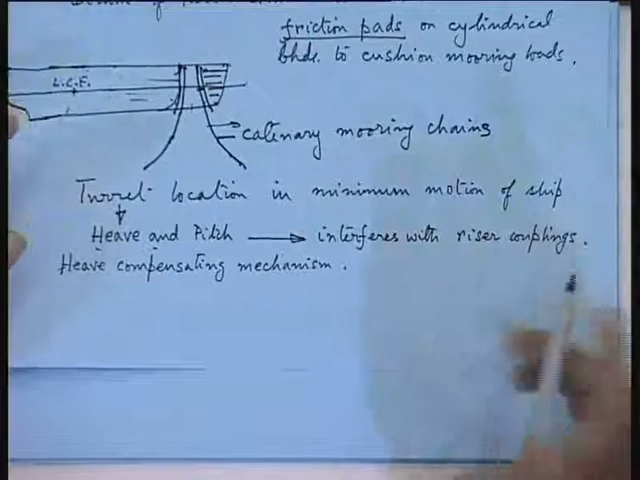 friction pads on cylindrical
bhds. to cushion mooring loads.
L.C.F.
catenary mooring chains
Turret location in minimum motion of ship
Heave and Pitch → interferes with riser couplings.
Heave compensating mechanism.